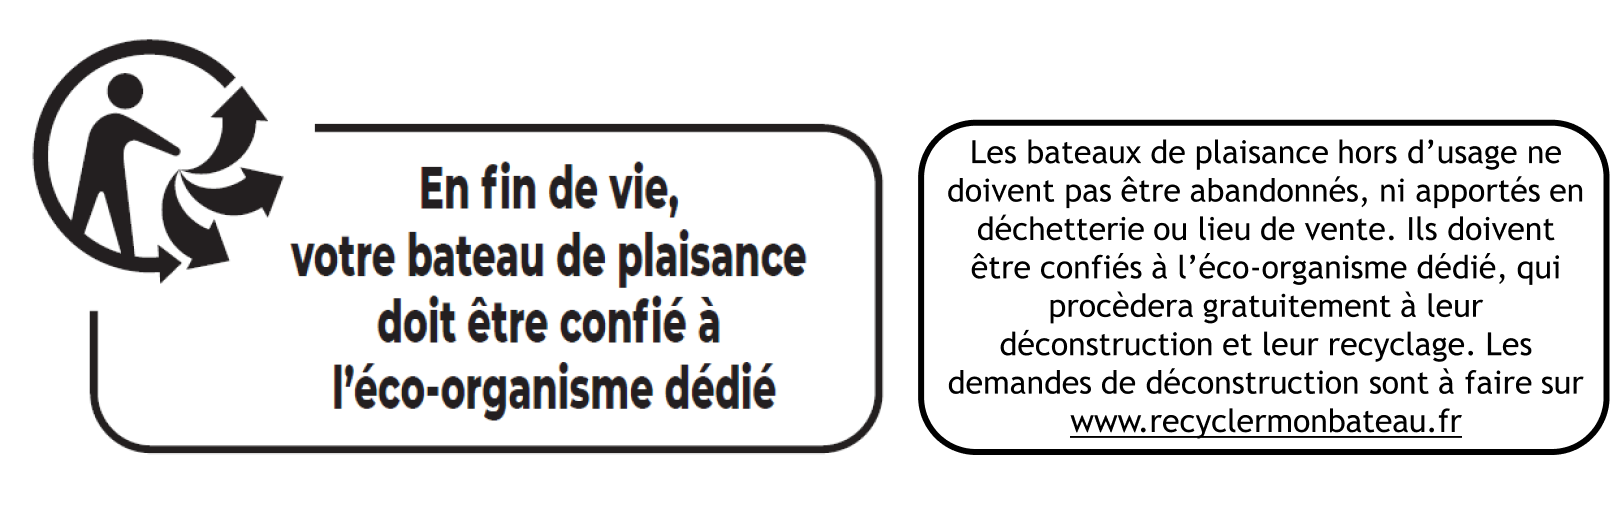 En fin de vie,
votre bateau de plaisance
doit être confié à
l'éco-organisme dédié
Les bateaux de plaisance hors d'usage ne
doivent pas être abandonnés, ni apportés en
déchetterie ou lieu de vente. Ils doivent
être confiés à l'éco-organisme dédié, qui
procèdera gratuitement à leur
déconstruction et leur recyclage. Les
demandes de déconstruction sont à faire sur
www.recyclermonbateau.fr